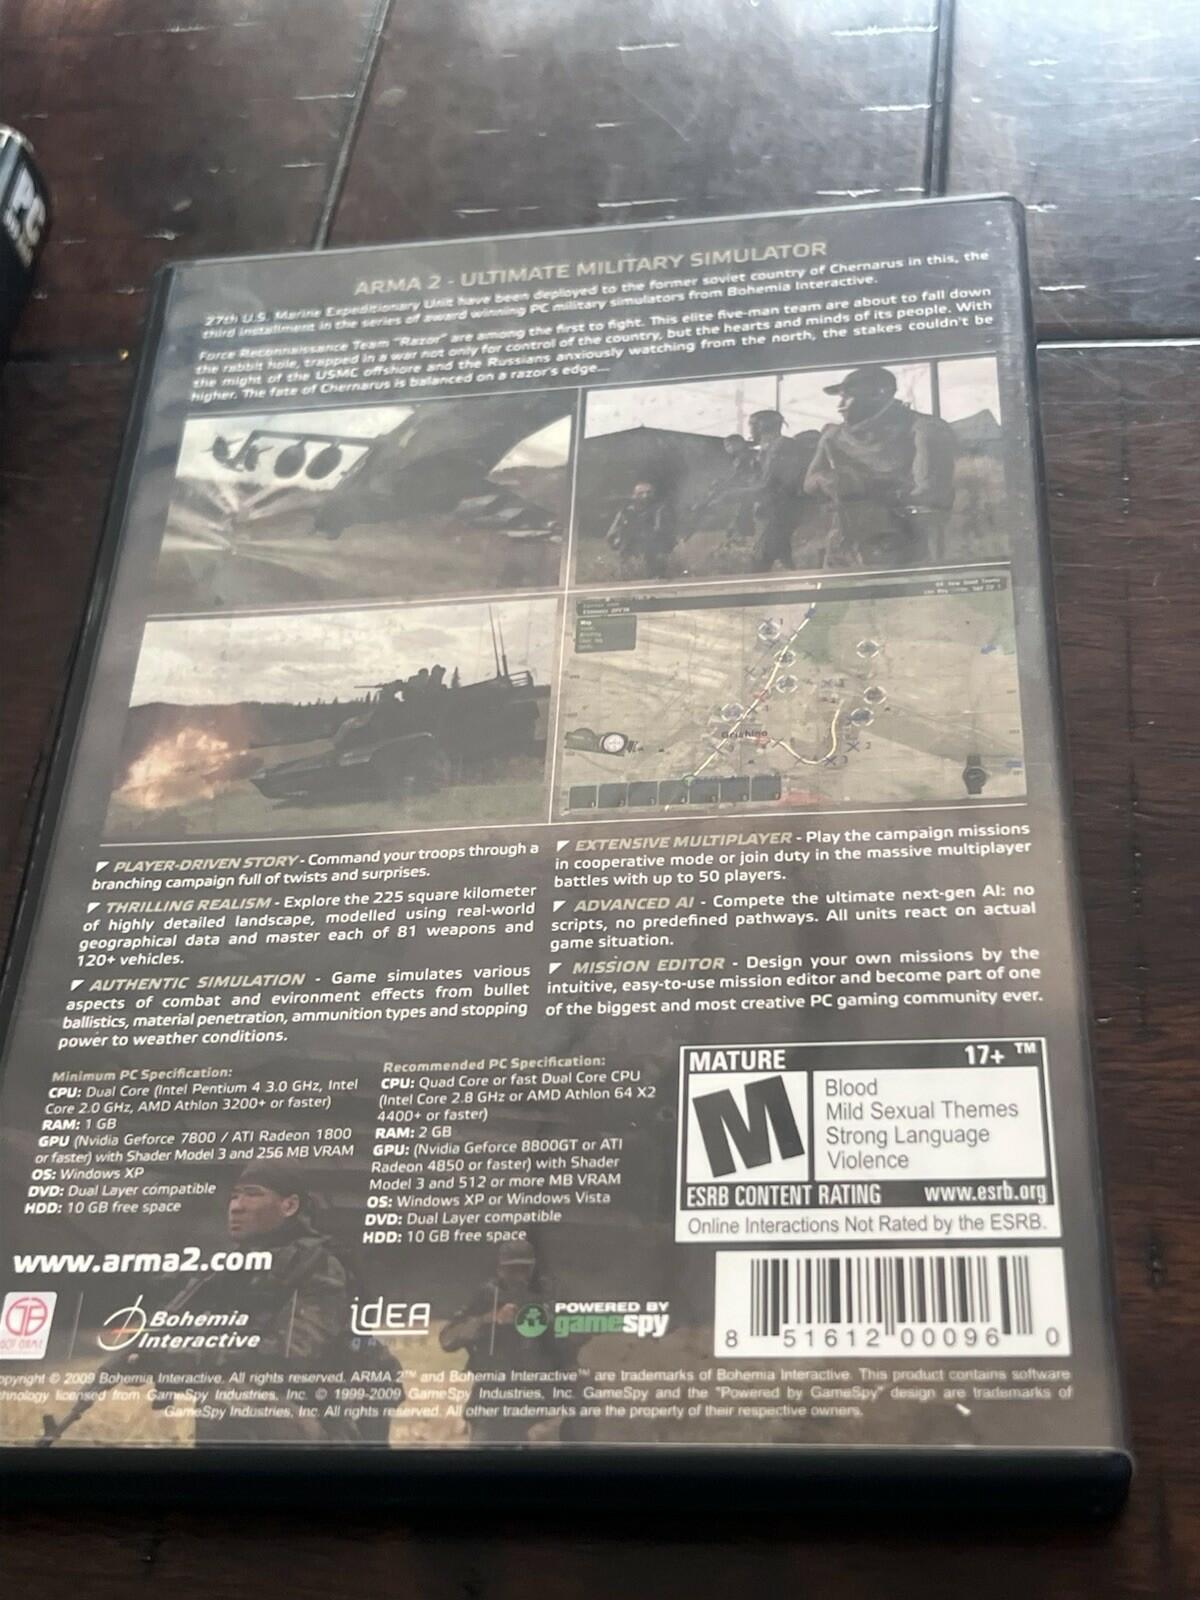 PC
ARMA 2 - ULTIMATE MILITARY SIMULATOR
27th U.S. Marine Expeditionary Unit have been deployed to the former soviet country of Chernarus in this, the
third installment in the series of award winning PC military simulators from Bohemia Interactive.
Force Reconnaissance Team "Razor" are among the first to fight. This elite five-man team are about to fall down
the rabbit hole, trapped in a war not only for control of the country, but the hearts and minds of its people. With
the might of the USMC offshore and the Russians anxiously watching from the north, the stakes couldn't be
higher. The fate of Chernarus is balanced on a razor's edge...
Map
Grishino
PLAYER-DRIVEN STORY - Command your troops through a
branching campaign full of twists and surprises.
THRILLING REALISM - Explore the 225 square kilometer
of highly detailed landscape, modelled using real-world
geographical data and master each of 81 weapons and
120+ vehicles.
AUTHENTIC SIMULATION - Game simulates various
aspects of combat and evironment effects from bullet
ballistics, material penetration, ammunition types and stopping
power to weather conditions.
EXTENSIVE MULTIPLAYER - Play the campaign missions
in cooperative mode or join duty in the massive multiplayer
battles with up to 50 players.
ADVANCED AI - Compete the ultimate next-gen AI: no
scripts, no predefined pathways. All units react on actual
game situation.
MISSION EDITOR - Design your own missions by the
intuitive, easy-to-use mission editor and become part of one
of the biggest and most creative PC gaming community ever.
Minimum PC Specification:
CPU: Dual Core (Intel Pentium 4 3.0 GHz, Intel
Core 2.0 GHz, AMD Athlon 3200+ or faster)
RAM: 1 GB
GPU (Nvidia Geforce 7800 / ATI Radeon 1800
or faster) with Shader Model 3 and 256 MB VRAM
OS: Windows XP
DVD: Dual Layer compatible
HDD: 10 GB free space
Recommended PC Specification:
CPU: Quad Core or fast Dual Core CPU
(Intel Core 2.8 GHz or AMD Athlon 64 X2
4400+ or faster)
RAM: 2 GB
GPU: (Nvidia Geforce 8800GT or ATI
Radeon 4850 or faster) with Shader
Model 3 and 512 or more MB VRAM
OS: Windows XP or Windows Vista
DVD: Dual Layer compatible
HDD: 10 GB free space
MATURE 17+ ™
M
Blood
Mild Sexual Themes
Strong Language
Violence
ESRB CONTENT RATING www.esrb.org
Online Interactions Not Rated by the ESRB.
www.arma2.com
Bohemia
Interactive
idEA
games
POWERED BY
gamespy
8 51612 00096 0
opyright © 2009 Bohemia Interactive. All rights reserved. ARMA 2™ and Bohemia Interactive™ are trademarks of Bohemia Interactive. This product contains software
hnology licensed from GameSpy Industries, Inc. © 1999-2009 GameSpy Industries, Inc. GameSpy and the "Powered by GameSpy" design are trademarks of
GameSpy Industries, Inc. All rights reserved. All other trademarks are the property of their respective owners.